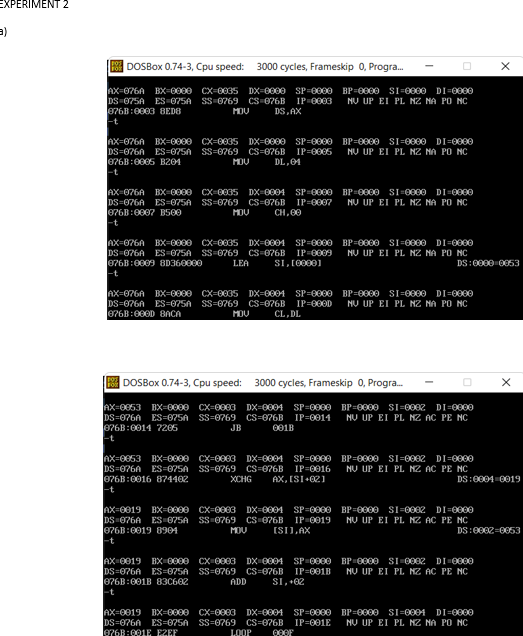 EXPERIMENT 2
a)
DOSBox 0.74-3, Cpu speed: 3000 cycles, Frameskip 0, Progra...
AX=076A BX=0000 CX=0035 DX=0000 SP=0000 BP=0000 SI=0000 DI=0000
DS=075A ES=075A SS=0769 CS=076B IP=0003 NV UP EI PL NZ NA PO NC
076B:0003 8ED8 MOV DS,AX
-t
AX=076A BX=0000 CX=0035 DX=0000 SP=0000 BP=0000 SI=0000 DI=0000
DS=076A ES=075A SS=0769 CS=076B IP=0005 NV UP EI PL NZ NA PO NC
076B:0005 B204 MOV DL,04
-t
AX=076A BX=0000 CX=0035 DX=0004 SP=0000 BP=0000 SI=0000 DI=0000
DS=076A ES=075A SS=0769 CS=076B IP=0007 NV UP EI PL NZ NA PO NC
076B:0007 B500 MOV CH,00
-t
AX=076A BX=0000 CX=0035 DX=0004 SP=0000 BP=0000 SI=0000 DI=0000
DS=076A ES=075A SS=0769 CS=076B IP=0009 NV UP EI PL NZ NA PO NC
076B:0009 8D360000 LEA SI,[0000] DS:0000=0053
-t
AX=076A BX=0000 CX=0035 DX=0004 SP=0000 BP=0000 SI=0000 DI=0000
DS=076A ES=075A SS=0769 CS=076B IP=000D NV UP EI PL NZ NA PO NC
076B:000D 8ACA MOV CL,DL
DOSBox 0.74-3, Cpu speed: 3000 cycles, Frameskip 0, Progra...
AX=0053 BX=0000 CX=0003 DX=0004 SP=0000 BP=0000 SI=0002 DI=0000
DS=076A ES=075A SS=0769 CS=076B IP=0014 NV UP EI PL NZ AC PE NC
076B:0014 7205 JB 001B
-t
AX=0053 BX=0000 CX=0003 DX=0004 SP=0000 BP=0000 SI=0002 DI=0000
DS=076A ES=075A SS=0769 CS=076B IP=0016 NV UP EI PL NZ AC PE NC
076B:0016 874402 XCHG AX,[SI+02] DS:0004=0019
-t
AX=0019 BX=0000 CX=0003 DX=0004 SP=0000 BP=0000 SI=0002 DI=0000
DS=076A ES=075A SS=0769 CS=076B IP=0019 NV UP EI PL NZ AC PE NC
076B:0019 8904 MOV [SI],AX DS:0002=0053
-t
AX=0019 BX=0000 CX=0003 DX=0004 SP=0000 BP=0000 SI=0002 DI=0000
DS=076A ES=075A SS=0769 CS=076B IP=001B NV UP EI PL NZ AC PE NC
076B:001B 83C602 ADD SI,+02
-t
AX=0019 BX=0000 CX=0003 DX=0004 SP=0000 BP=0000 SI=0004 DI=0000
DS=076A ES=075A SS=0769 CS=076B IP=001E NV UP EI PL NZ NA PO NC
076B:001E E2EF LOOP 000F